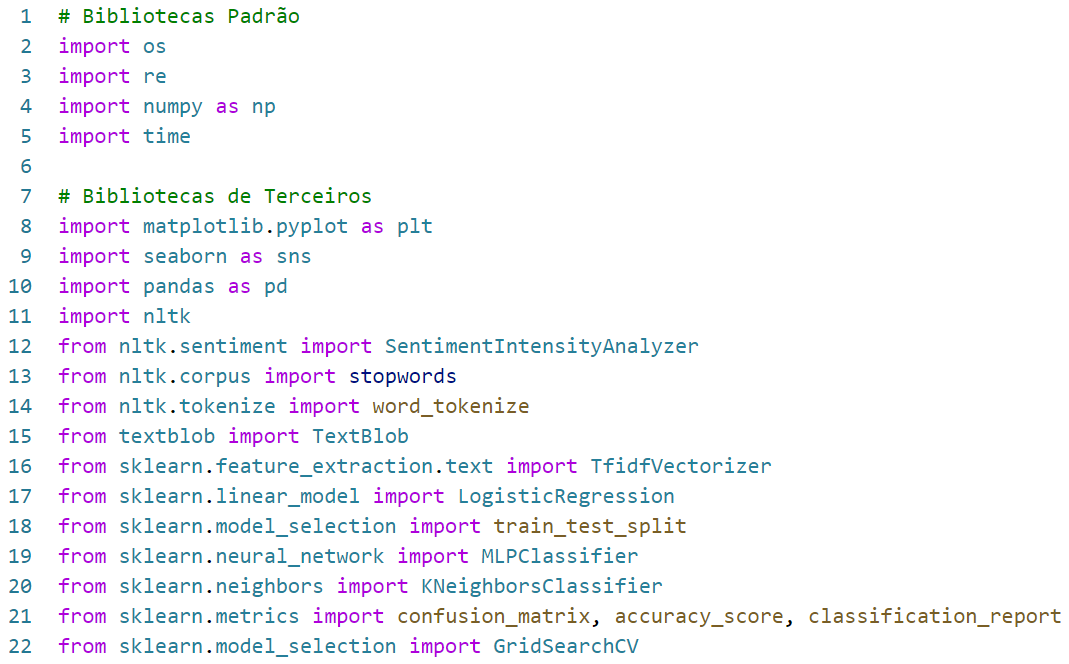 1 # Bibliotecas Padrão
2 import os
3 import re
4 import numpy as np
5 import time
6
7 # Bibliotecas de Terceiros
8 import matplotlib.pyplot as plt
9 import seaborn as sns
10 import pandas as pd
11 import nltk
12 from nltk.sentiment import SentimentIntensityAnalyzer
13 from nltk.corpus import stopwords
14 from nltk.tokenize import word_tokenize
15 from textblob import TextBlob
16 from sklearn.feature_extraction.text import TfidfVectorizer
17 from sklearn.linear_model import LogisticRegression
18 from sklearn.model_selection import train_test_split
19 from sklearn.neural_network import MLPClassifier
20 from sklearn.neighbors import KNeighborsClassifier
21 from sklearn.metrics import confusion_matrix, accuracy_score, classification_report
22 from sklearn.model_selection import GridSearchCV